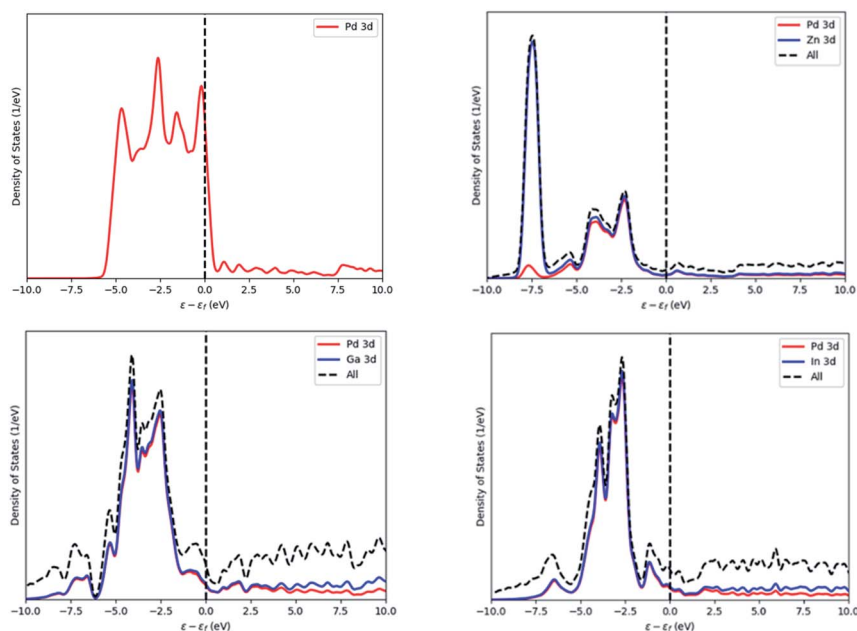 Density of States (1/eV)
Pd 3d
−10.0 −7.5 −5.0 −2.5 0.0 2.5 5.0 7.5 10.0
ε − εf (eV)
Density of States (1/eV)
Pd 3d
Zn 3d
All
−10.0 −7.5 −5.0 −2.5 0.0 2.5 5.0 7.5 10.0
ε − εf (eV)
Density of States (1/eV)
Pd 3d
Ga 3d
All
−10.0 −7.5 −5.0 −2.5 0.0 2.5 5.0 7.5 10.0
ε − εf (eV)
Density of States (1/eV)
Pd 3d
In 3d
All
−10.0 −7.5 −5.0 −2.5 0.0 2.5 5.0 7.5 10.0
ε − εf (eV)